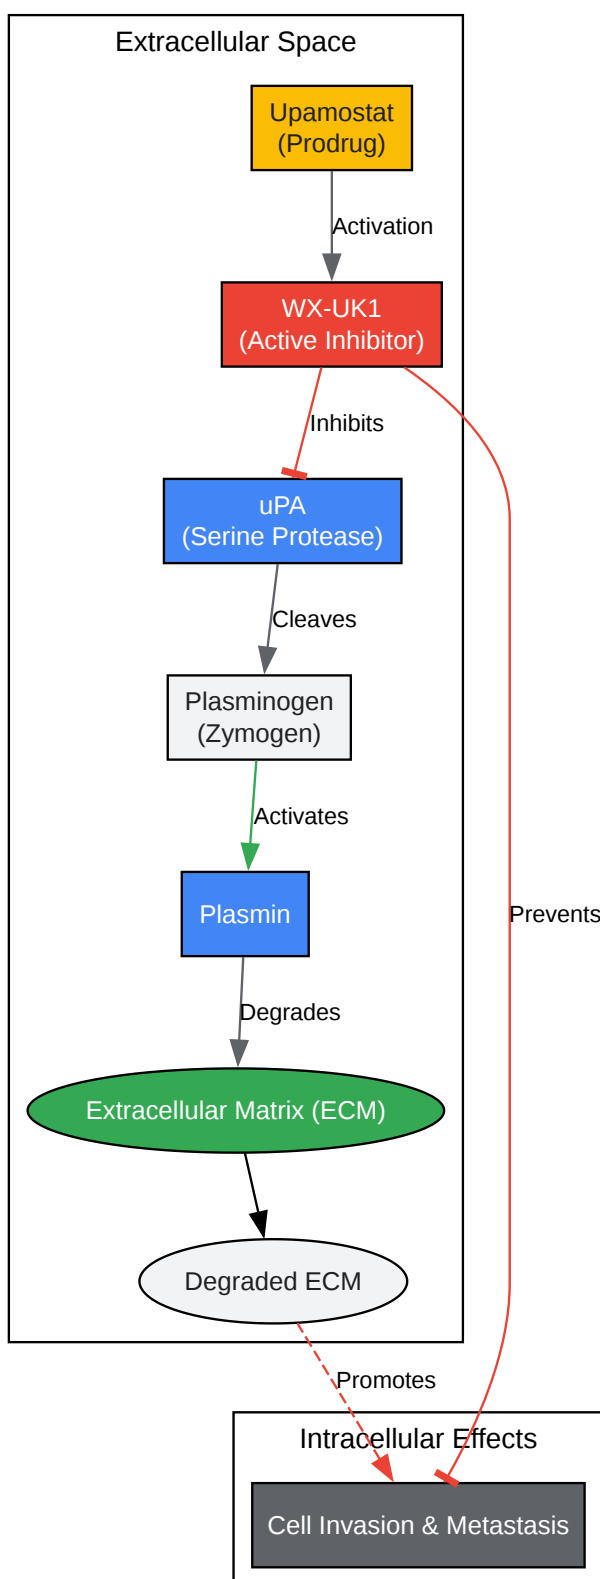 Extracellular Space
Upamostat
(Prodrug)
Activation
WX-UK1
(Active Inhibitor)
Inhibits
uPA
(Serine Protease)
Cleaves
Plasminogen
(Zymogen)
Activates
Plasmin
Prevents
Degrades
Extracellular Matrix (ECM)
Degraded ECM
Promotes
Intracellular Effects
Cell Invasion & Metastasis